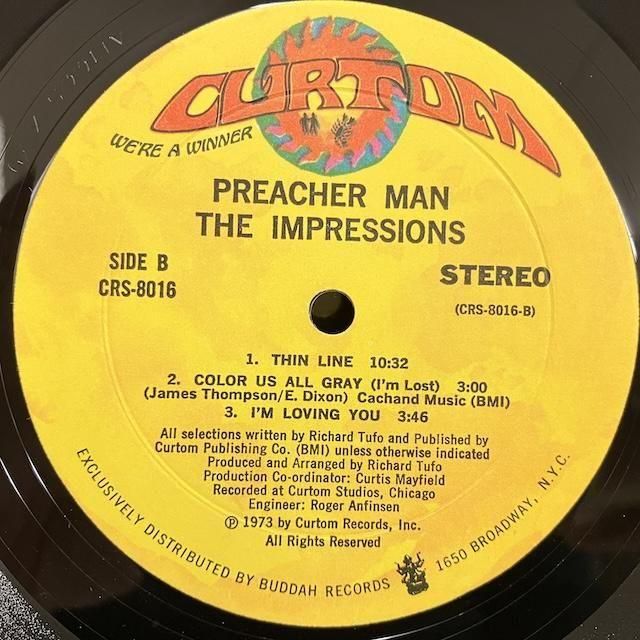 CURTOM
WE'RE A WINNER
PREACHER MAN
THE IMPRESSIONS
SIDE B
CRS-8016
STEREO
(CRS-8016-B)
1. THIN LINE 10:32
2. COLOR US ALL GRAY (I'm Lost) 3:00
(James Thompson/E. Dixon) Cachand Music (BMI)
3. I'M LOVING YOU 3:46
All selections written by Richard Tufo and Published by
Curtom Publishing Co. (BMI) unless otherwise indicated
Produced and Arranged by Richard Tufo
Production Co-ordinator: Curtis Mayfield
Recorded at Curtom Studios, Chicago
Engineer: Roger Anfinsen
℗ 1973 by Curtom Records, Inc.
All Rights Reserved
EXCLUSIVELY DISTRIBUTED BY BUDDAH RECORDS 1650 BROADWAY, N.Y.C.